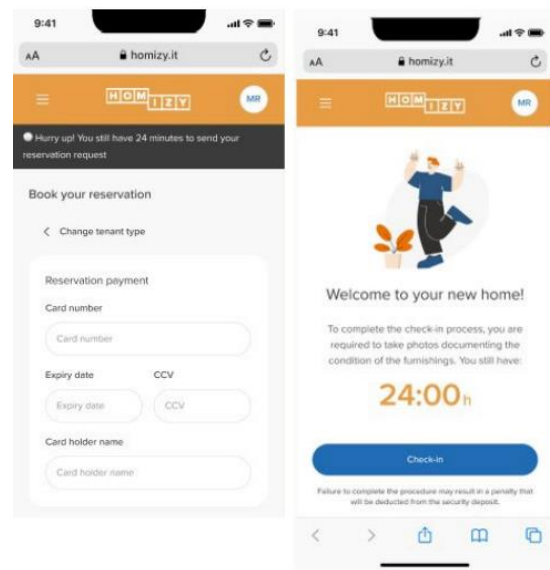 9:41
AA homizy.it
HOMIZY
MR
Hurry up! You still have 24 minutes to send your
reservation request
Book your reservation
Change tenant type
Reservation payment
Card number
Card number
Expiry date CCV
Expiry date CCV
Card holder name
Card holder name
9:41
AA homizy.it
HOMIZY
MR
Welcome to your new home!
To complete the check-in process, you are
required to take photos documenting the
condition of the furnishings. You still have:
24:00 h
Check-in
Failure to complete the procedure may result in a penalty that
will be deducted from the security deposit.